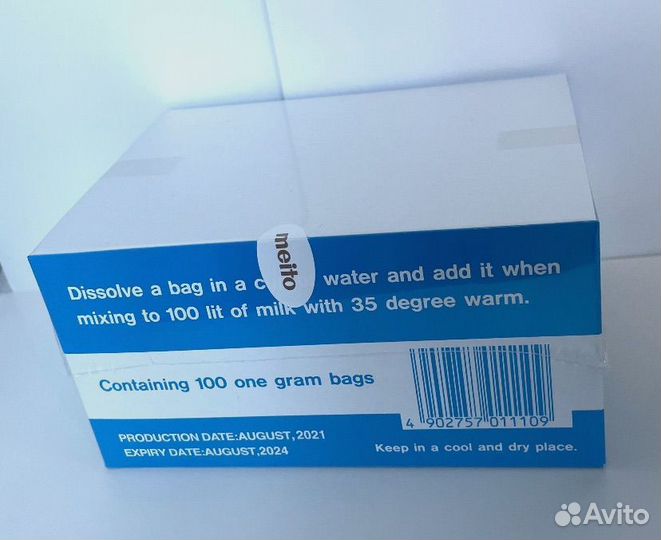 meito
Dissolve a bag in a c water and add it when
mixing to 100 lit of milk with 35 degree warm.
Containing 100 one gram bags
4 902757 011109
PRODUCTION DATE:AUGUST,2021
EXPIRY DATE:AUGUST,2024
Keep in a cool and dry place.
Avito